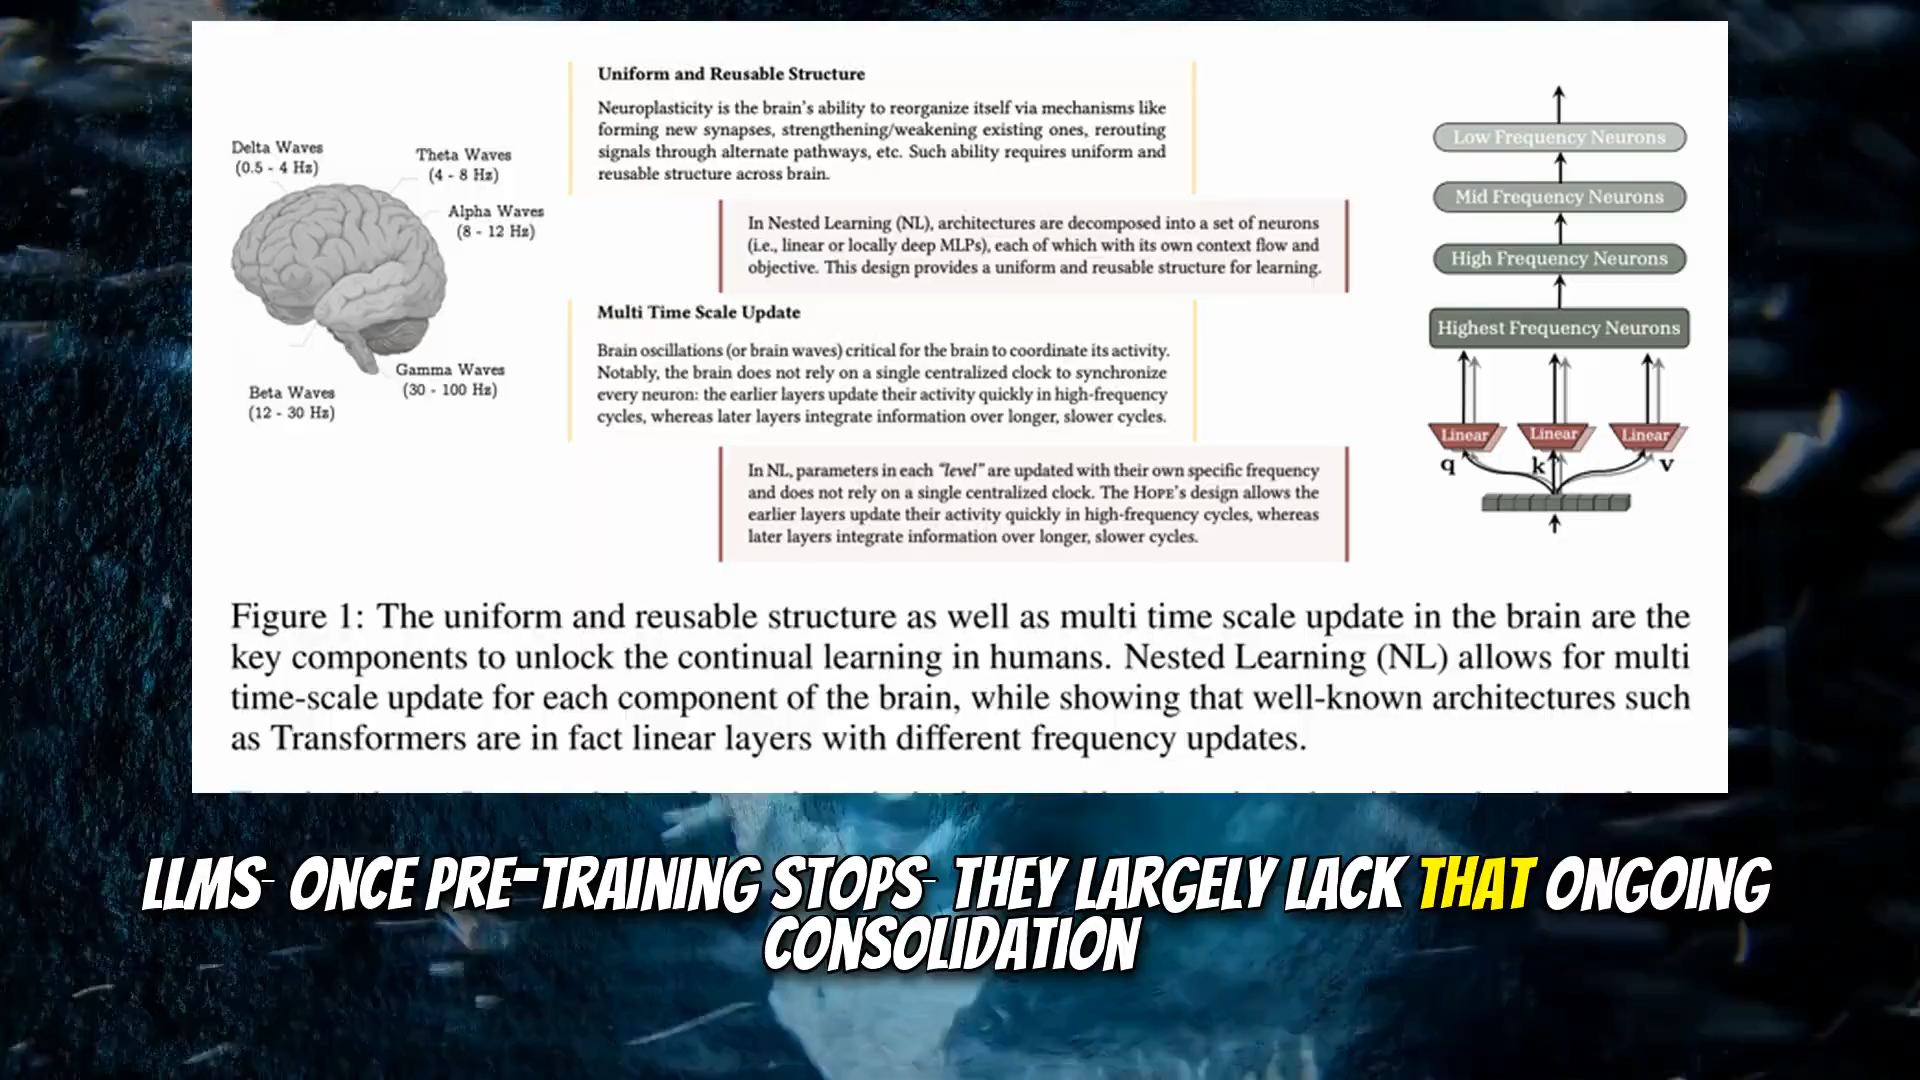 Delta Waves
(0.5 - 4 Hz)
Theta Waves
(4 - 8 Hz)
Alpha Waves
(8 - 12 Hz)
Gamma Waves
(30 - 100 Hz)
Beta Waves
(12 - 30 Hz)
Uniform and Reusable Structure
Neuroplasticity is the brain's ability to reorganize itself via mechanisms like
forming new synapses, strengthening/weakening existing ones, rerouting
signals through alternate pathways, etc. Such ability requires uniform and
reusable structure across brain.
In Nested Learning (NL), architectures are decomposed into a set of neurons
(i.e., linear or locally deep MLPs), each of which with its own context flow and
objective. This design provides a uniform and reusable structure for learning.
Multi Time Scale Update
Brain oscillations (or brain waves) critical for the brain to coordinate its activity.
Notably, the brain does not rely on a single centralized clock to synchronize
every neuron: the earlier layers update their activity quickly in high-frequency
cycles, whereas later layers integrate information over longer, slower cycles.
In NL, parameters in each "level" are updated with their own specific frequency
and does not rely on a single centralized clock. The HOPE's design allows the
earlier layers update their activity quickly in high-frequency cycles, whereas
later layers integrate information over longer, slower cycles.
Low Frequency Neurons
Mid Frequency Neurons
High Frequency Neurons
Highest Frequency Neurons
Linear Linear Linear
q k v
Figure 1: The uniform and reusable structure as well as multi time scale update in the brain are the
key components to unlock the continual learning in humans. Nested Learning (NL) allows for multi
time-scale update for each component of the brain, while showing that well-known architectures such
as Transformers are in fact linear layers with different frequency updates.
LLMS- ONCE PRE-TRAINING STOPS- THEY LARGELY LACK THAT ONGOING
CONSOLIDATION